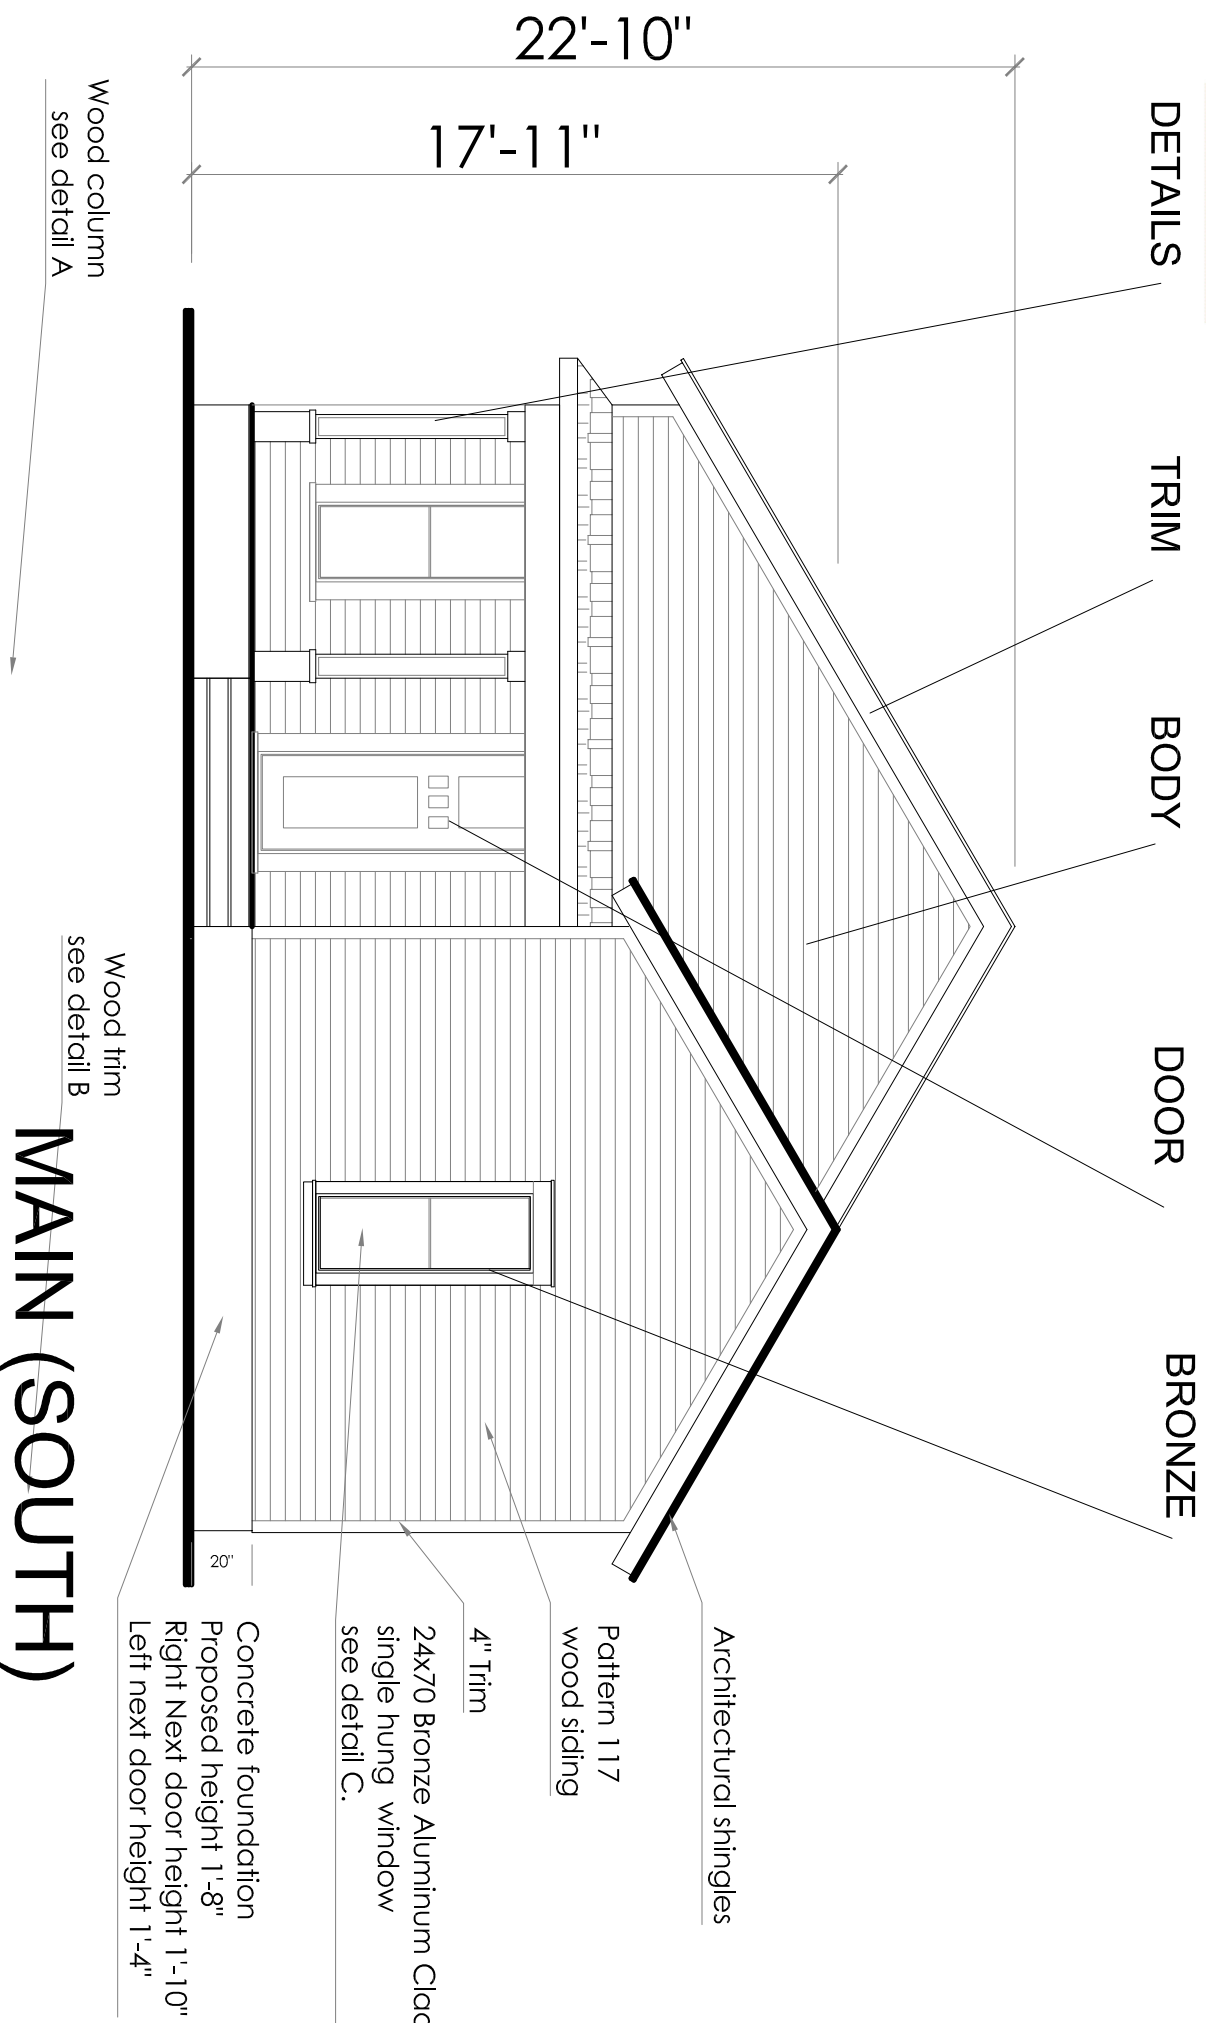 DETAILS
TRIM
BODY
DOOR
BRONZE
22'-10"
17'-11"
Architectural shingles
Pattern 117
wood siding
4" Trim
24x70 Bronze Aluminum Clad
single hung window
see detail C.
Concrete foundation
Proposed height 1'-8"
Right Next door height 1'-10"
Left next door height 1'-4"
20"
Wood column
see detail A
Wood trim
see detail B
MAIN (SOUTH)